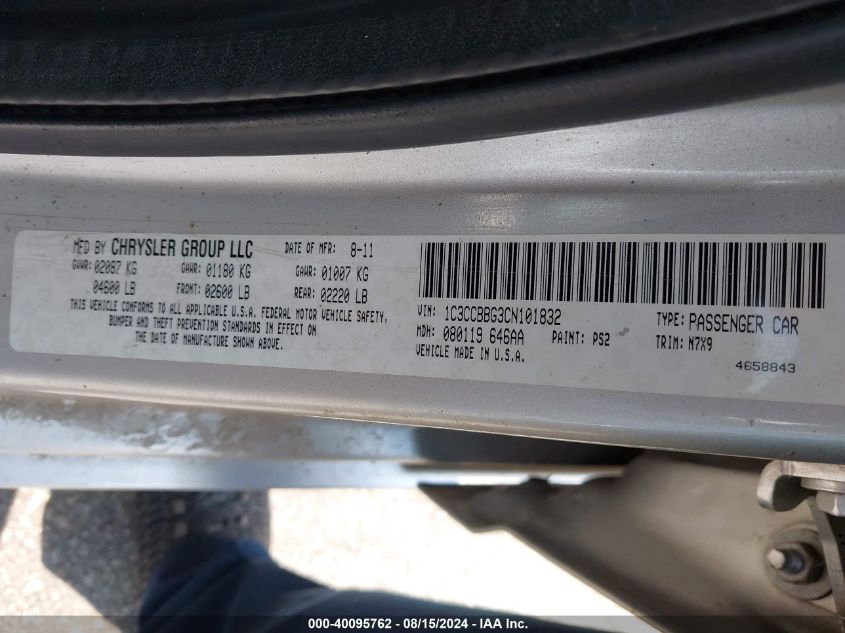 MFD BY CHRYSLER GROUP LLC DATE OF MFR: 8-11
GVWR: 02087 KG GAWR: 01180 KG GAWR: 01007 KG
04600 LB FRONT: 02600 LB REAR: 02220 LB
THIS VEHICLE CONFORMS TO ALL APPLICABLE U.S.A. FEDERAL MOTOR VEHICLE SAFETY,
BUMPER AND THEFT PREVENTION STANDARDS IN EFFECT ON
THE DATE OF MANUFACTURE SHOWN ABOVE.
VIN: 1C3CCBBG3CN101832 TYPE: PASSENGER CAR
MDH: 080119 646AA PAINT: PS2 TRIM: N7X9
VEHICLE MADE IN U.S.A.
4658843
000-40095762 - 08/15/2024 - IAAI.com